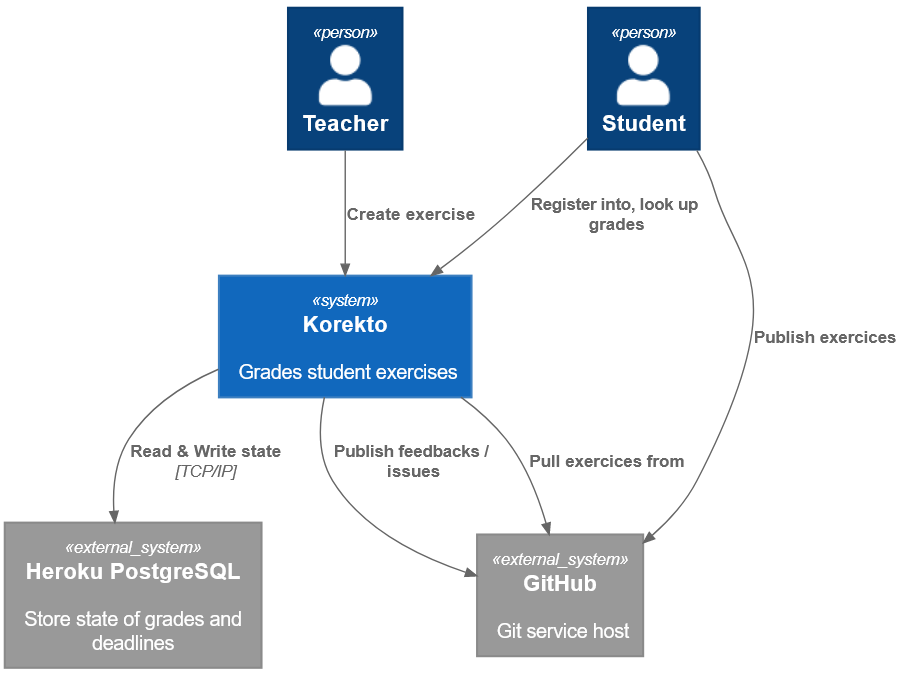 «person»
Teacher
«person»
Student
Create exercise
Register into, look up
grades
«system»
Korekto
Grades student exercises
Publish exercices
Read & Write state
[TCP/IP]
Publish feedbacks /
issues
Pull exercices from
«external_system»
Heroku PostgreSQL
Store state of grades and
deadlines
«external_system»
GitHub
Git service host